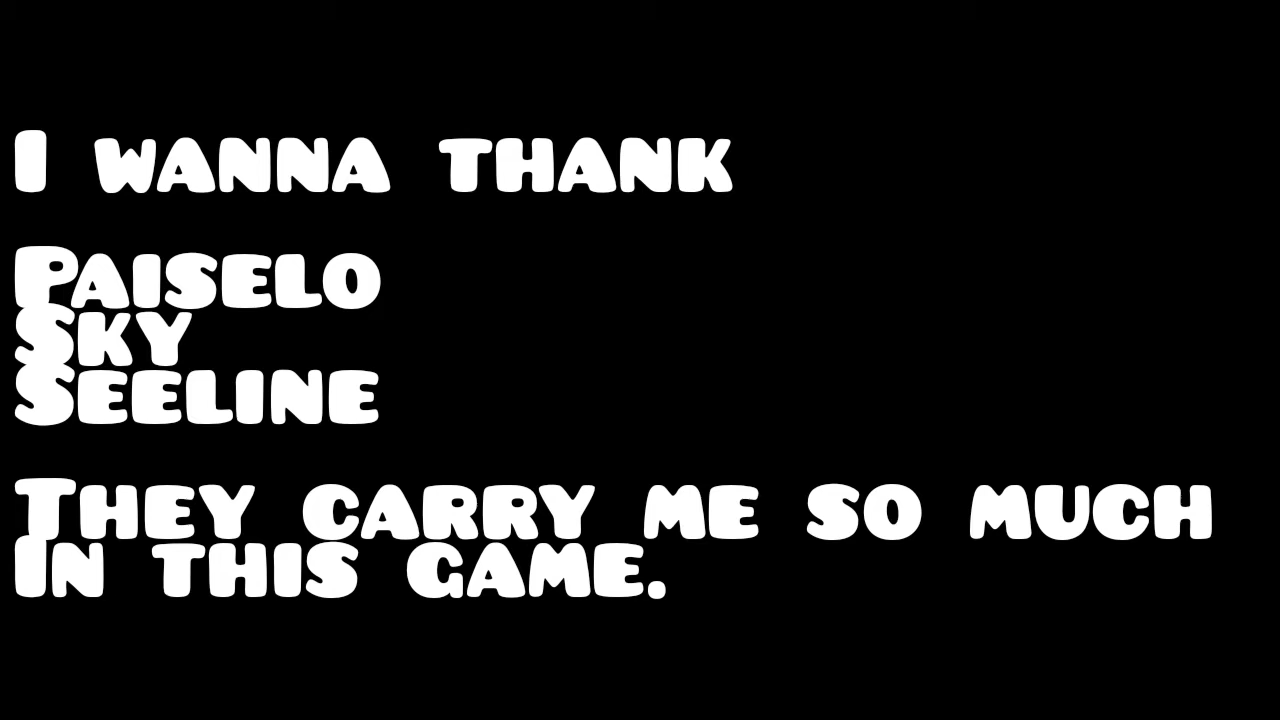 I wanna thank
Paiselo
Sky
Seeline
They carry me so much
In this game.